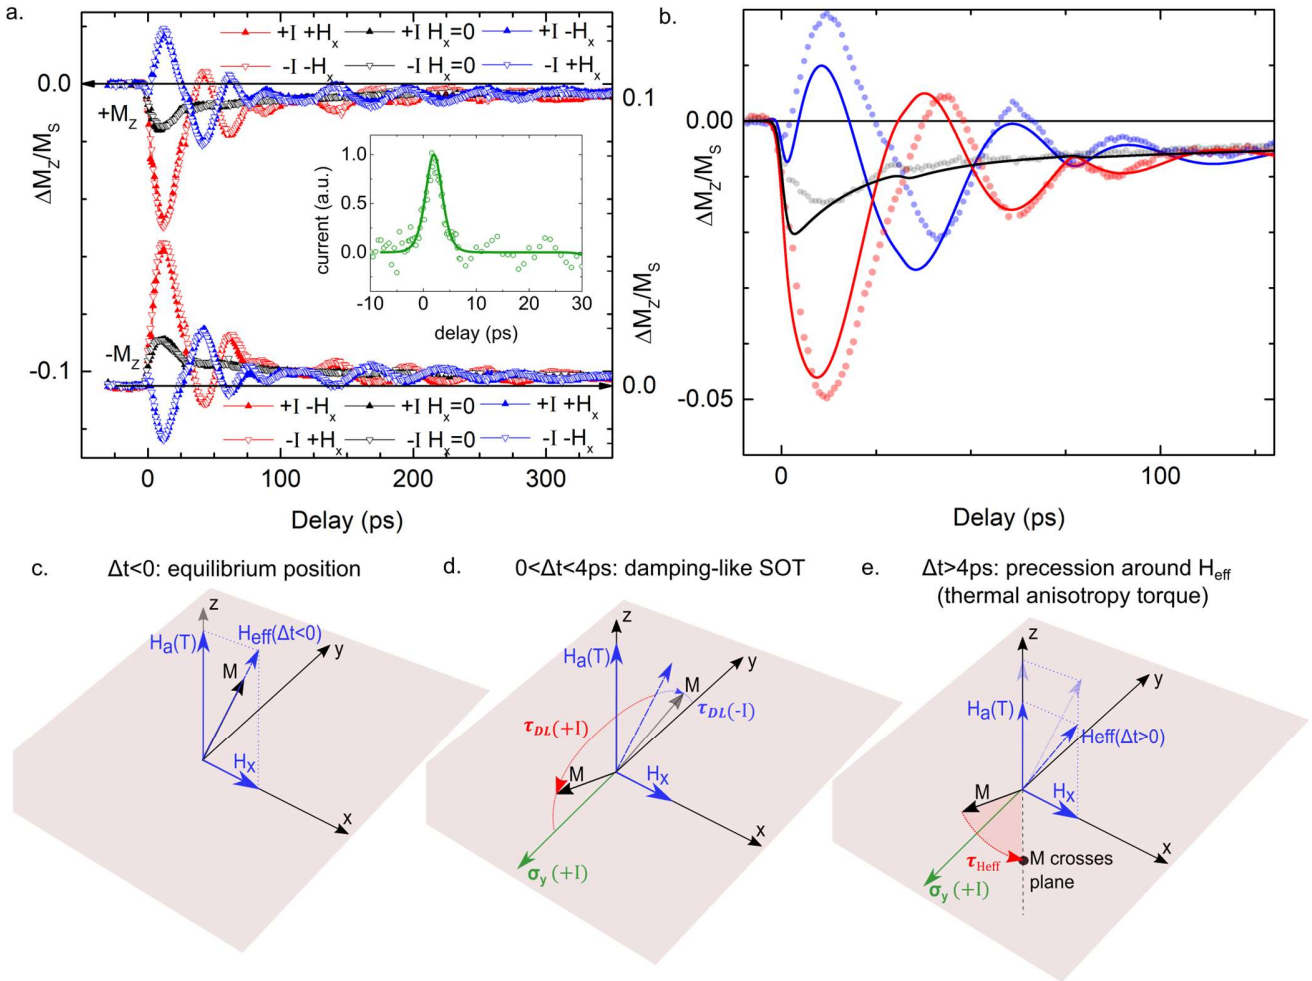 a.
+I +Hx
+I Hx=0
+I -Hx
-I -Hx
-I Hx=0
-I +Hx
0.0
+MZ
0.1
ΔMZ/MS
1.0
0.5
0.0
current (a.u.)
-10
0
10
20
30
delay (ps)
ΔMZ/MS
-MZ
-0.1
0.0
+I -Hx
+I Hx=0
+I +Hx
-I +Hx
-I Hx=0
-I -Hx
0
100
200
300
Delay (ps)
b.
0.00
ΔMZ/MS
-0.05
0
100
Delay (ps)
c.
Δt<0: equilibrium position
z
Ha(T)
Heff(Δt<0)
y
M
Hx
x
d.
0<Δt<4ps: damping-like SOT
z
Ha(T)
y
M
τDL(-I)
τDL(+I)
M
Hx
x
σy (+I)
e.
Δt>4ps: precession around Heff
(thermal anisotropy torque)
z
y
Ha(T)
Heff(Δt>0)
M
Hx
x
τHeff
M crosses
plane
σy (+I)